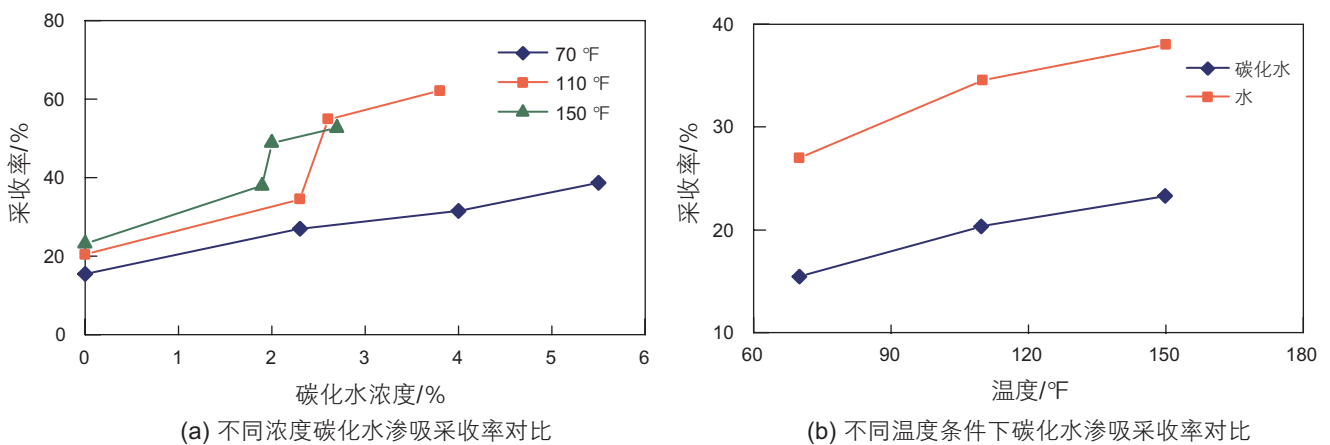 80
60
40
20
0
采收率/%
70 °F
110 °F
150 °F
0 1 2 3 4 5 6
碳化水浓度/%
(a) 不同浓度碳化水渗吸采收率对比
50
40
30
20
10
采收率/%
碳化水
水
60 90 120 150 180
温度/°F
(b) 不同温度条件下碳化水渗吸采收率对比